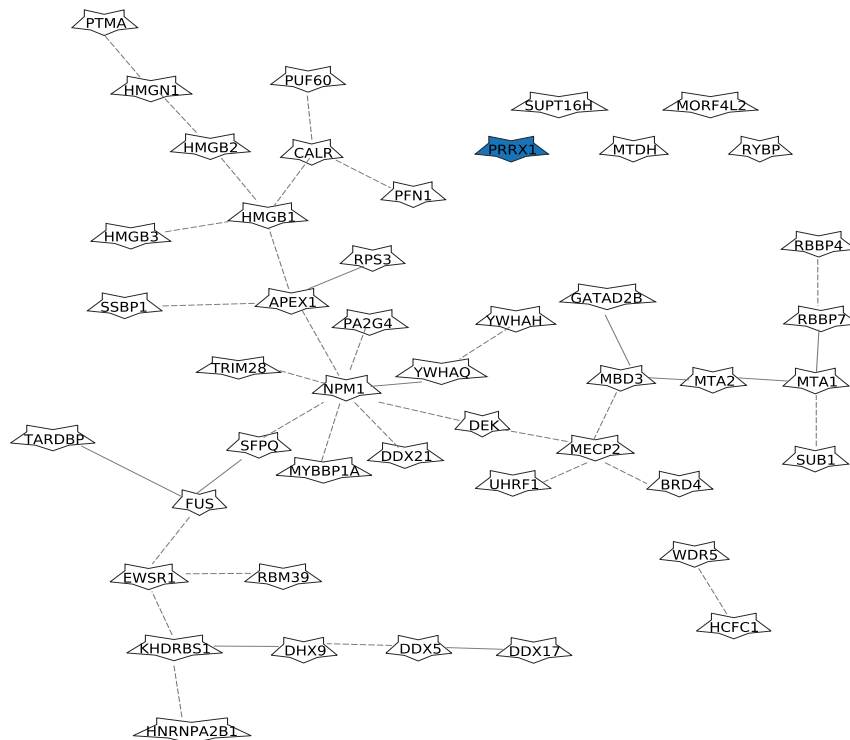 PTMA
HMGN1
PUF60
SUPT16H
MORF4L2
HMGB2
CALR
PRRX1
MTDH
RYBP
PFN1
HMGB1
HMGB3
RBBP4
RPS3
SSBP1
APEX1
GATAD2B
PA2G4
YWHAH
RBBP7
TRIM28
NPM1
YWHAQ
MBD3
MTA2
MTA1
TARDBP
SFPQ
DEK
MECP2
MYBBP1A
DDX21
SUB1
UHRF1
BRD4
FUS
WDR5
EWSR1
RBM39
HCFC1
KHDRBS1
DHX9
DDX5
DDX17
HNRNPA2B1